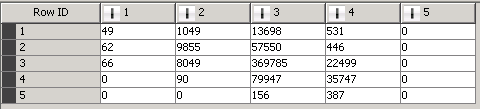 Row ID 1 2 3 4 5
1 49 1049 13698 531 0
2 62 9855 57550 446 0
3 66 8049 369785 22499 0
4 0 90 79947 35747 0
5 0 0 156 387 0